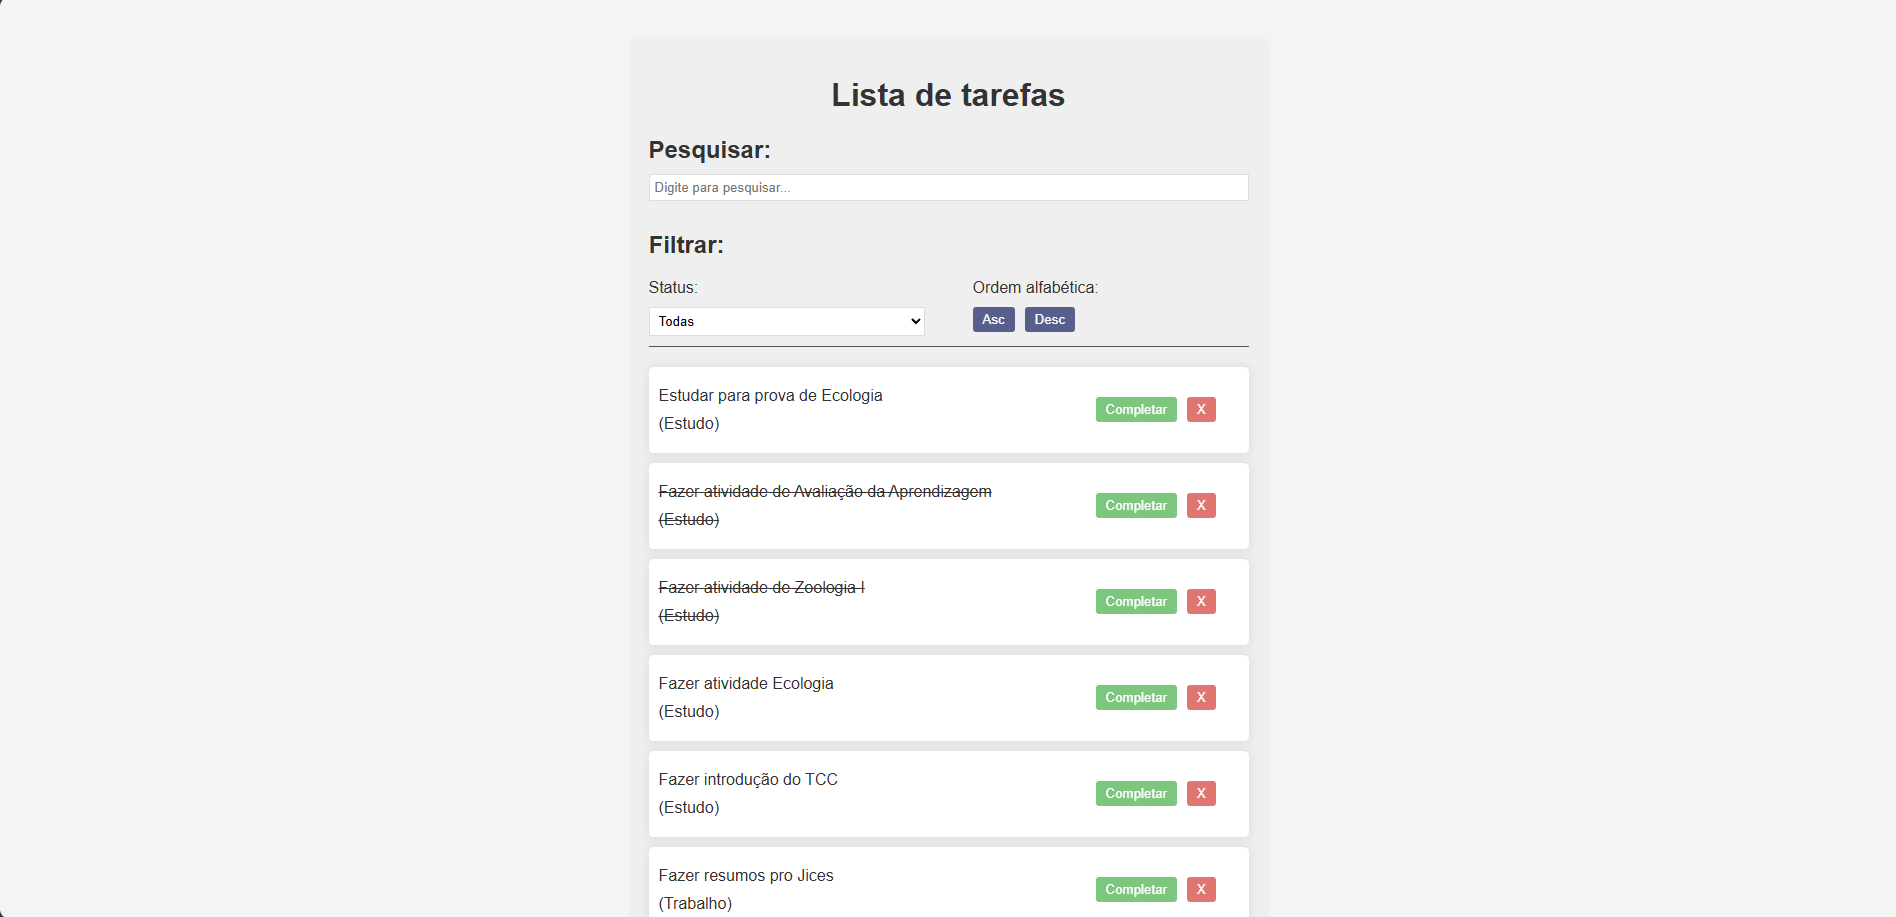 Lista de tarefas
Pesquisar:
Digite para pesquisar...
Filtrar:
Status:
Ordem alfabética:
Todas
Asc Desc
Estudar para prova de Ecologia
(Estudo)
Completar X
Fazer atividade de Avaliação da Aprendizagem
(Estudo)
Completar X
Fazer atividade de Zoologia I
(Estudo)
Completar X
Fazer atividade Ecologia
(Estudo)
Completar X
Fazer introdução do TCC
(Estudo)
Completar X
Fazer resumos pro Jices
(Trabalho)
Completar X